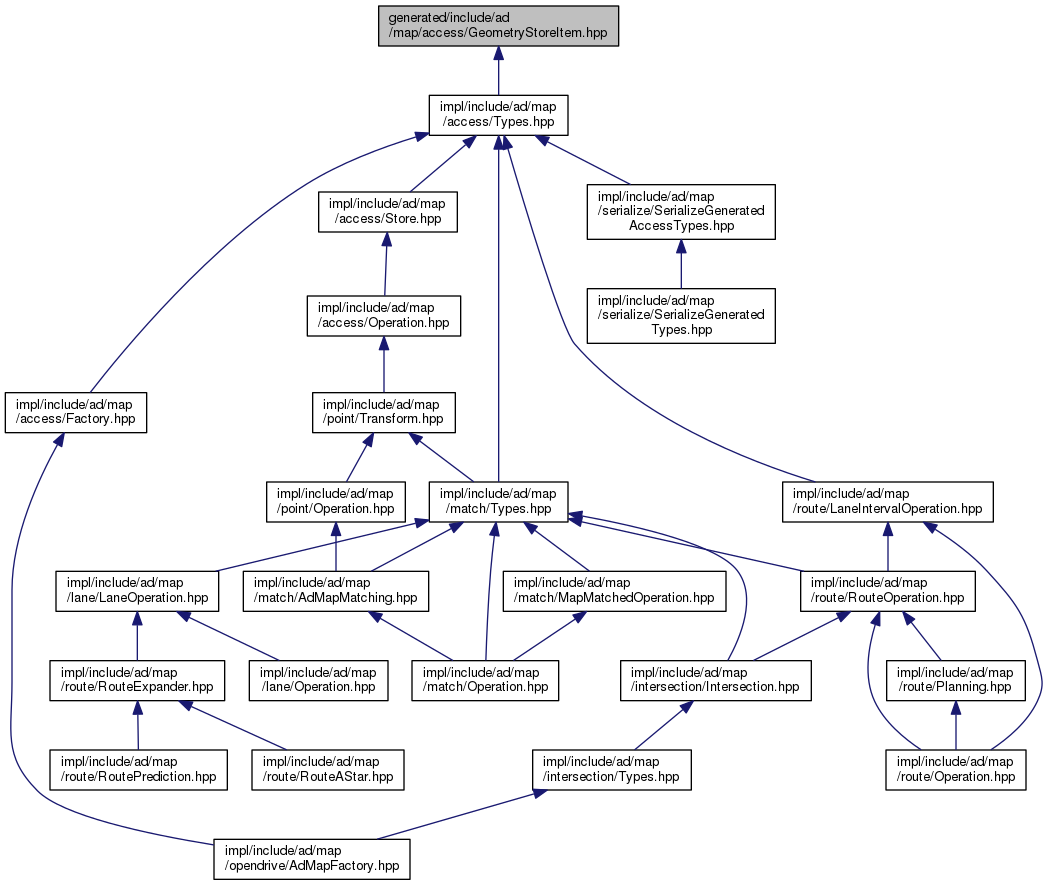 generated/include/ad
/map/access/GeometryStoreItem.hpp
impl/include/ad/map
/access/Types.hpp
impl/include/ad/map
/access/Store.hpp
impl/include/ad/map
/serialize/SerializeGenerated
AccessTypes.hpp
impl/include/ad/map
/access/Operation.hpp
impl/include/ad/map
/serialize/SerializeGenerated
Types.hpp
impl/include/ad/map
/access/Factory.hpp
impl/include/ad/map
/point/Transform.hpp
impl/include/ad/map
/point/Operation.hpp
impl/include/ad/map
/match/Types.hpp
impl/include/ad/map
/route/LaneIntervalOperation.hpp
impl/include/ad/map
/lane/LaneOperation.hpp
impl/include/ad/map
/match/AdMapMatching.hpp
impl/include/ad/map
/match/MapMatchedOperation.hpp
impl/include/ad/map
/route/RouteOperation.hpp
impl/include/ad/map
/route/RouteExpander.hpp
impl/include/ad/map
/lane/Operation.hpp
impl/include/ad/map
/match/Operation.hpp
impl/include/ad/map
/intersection/Intersection.hpp
impl/include/ad/map
/route/Planning.hpp
impl/include/ad/map
/route/RoutePrediction.hpp
impl/include/ad/map
/route/RouteAStar.hpp
impl/include/ad/map
/intersection/Types.hpp
impl/include/ad/map
/route/Operation.hpp
impl/include/ad/map
/opendrive/AdMapFactory.hpp